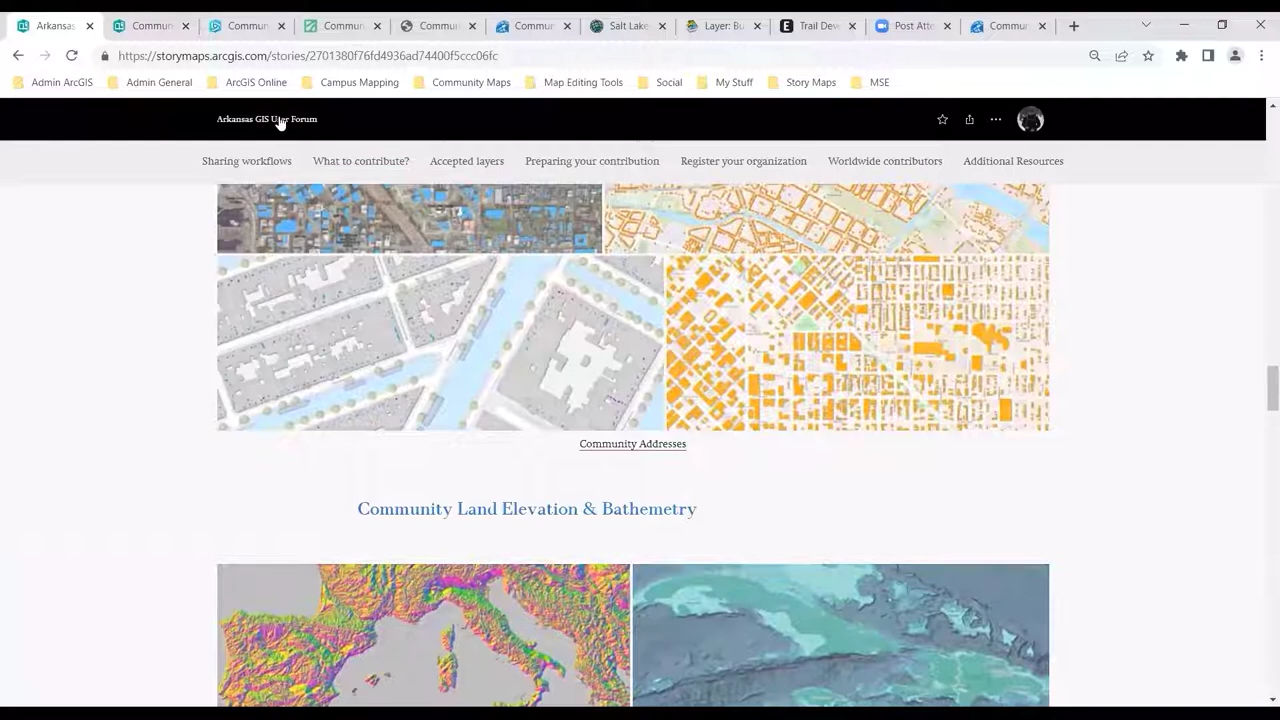 Arkansas
Commun
Commun
Commun
Commun
Commun
Salt Lake
Layer: Bu
Trail Dev
Post Atte
Commun
https://storymaps.arcgis.com/stories/2701380f76fd4936ad74400f5ccc06fc
Admin ArcGIS
Admin General
ArcGIS Online
Campus Mapping
Community Maps
Map Editing Tools
Social
My Stuff
Story Maps
MSE
Arkansas GIS User Forum
Sharing workflows
What to contribute?
Accepted layers
Preparing your contribution
Register your organization
Worldwide contributors
Additional Resources
Community Addresses
Community Land Elevation & Bathemetry